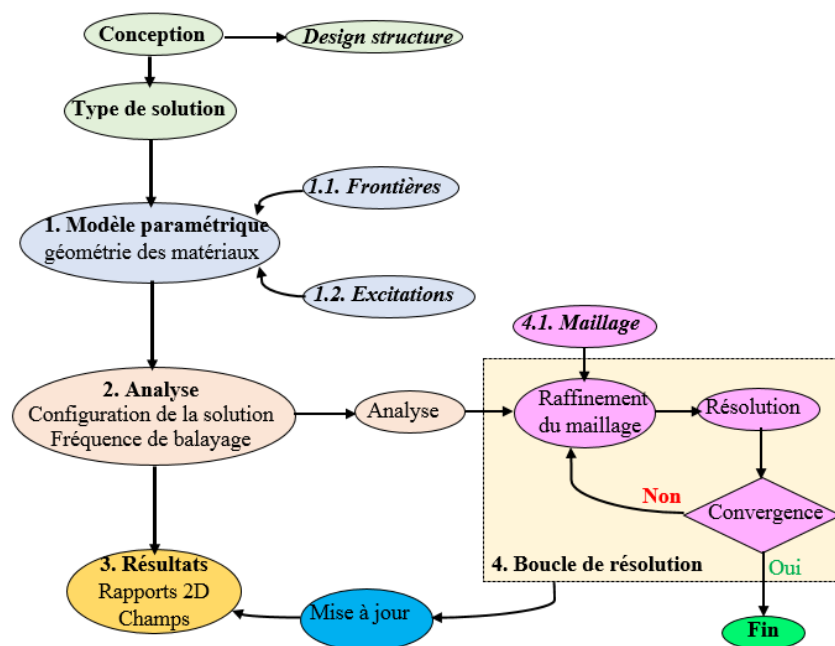 Conception
Design structure
Type de solution
1.1. Frontières
1. Modèle paramétrique
géométrie des matériaux
1.2. Excitations
4.1. Maillage
2. Analyse
Configuration de la solution
Fréquence de balayage
Analyse
Raffinement
du maillage
Résolution
Non
Convergence
3. Résultats
Rapports 2D
Champs
4. Boucle de résolution
Oui
Mise à jour
Fin